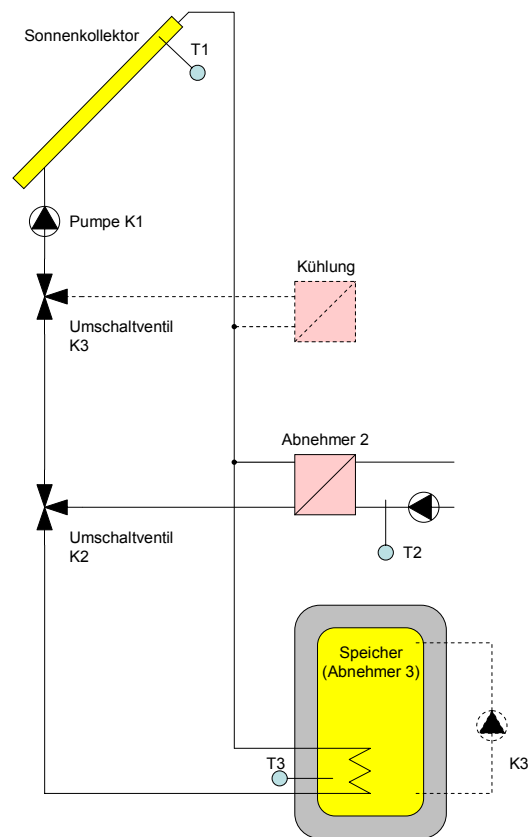 Sonnenkollektor
T1
Pumpe K1
Kühlung
Umschaltventil
K3
Abnehmer 2
Umschaltventil
K2
T2
Speicher
(Abnehmer 3)
T3
K3